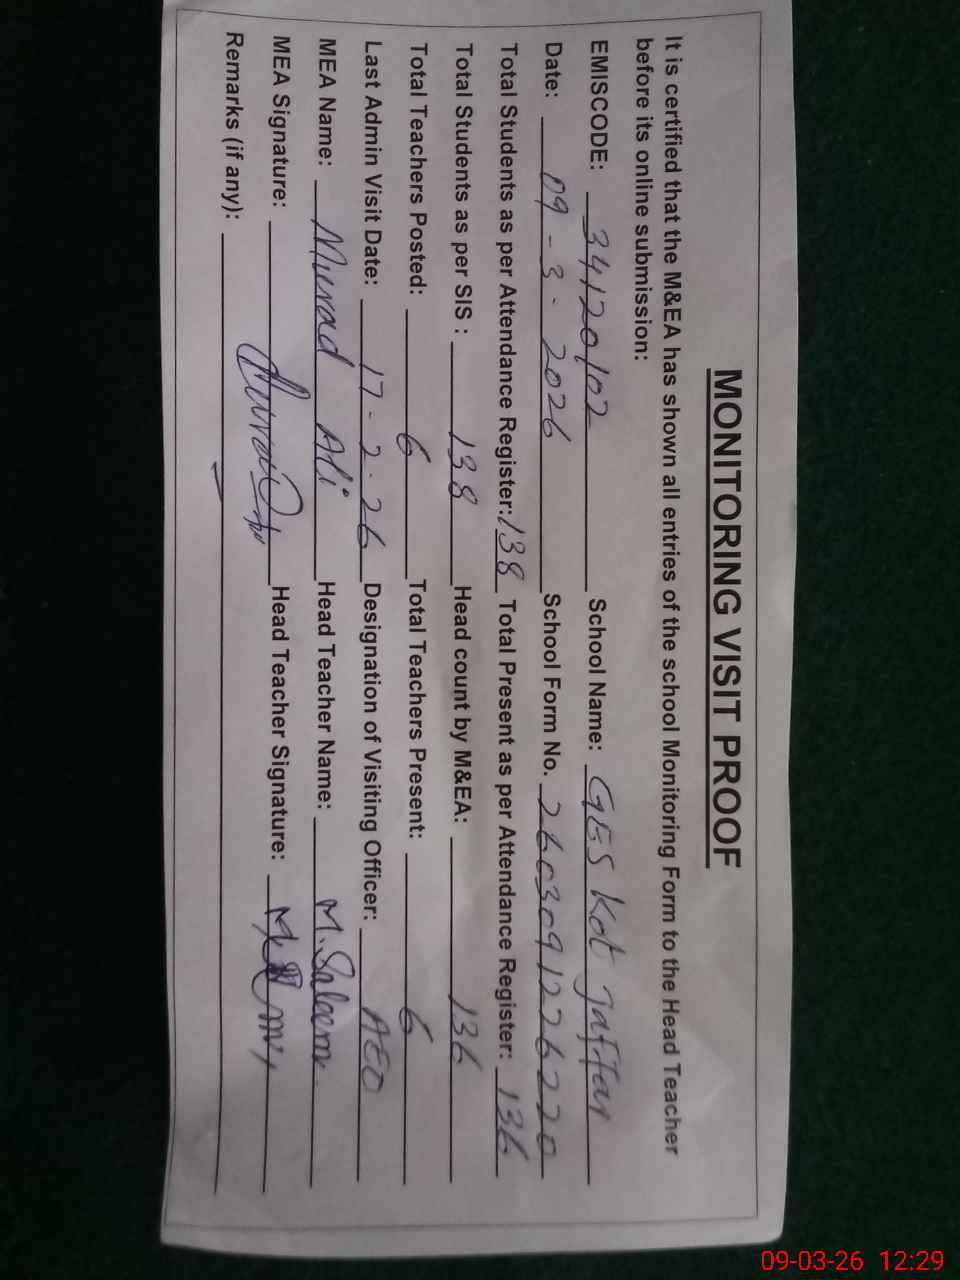 MONITORING VISIT PROOF
It is certified that the M&EA has shown all entries of the school Monitoring Form to the Head Teacher
before its online submission:
EMISCODE: 34120102 School Name: GES Kot Jaffar
Date: 09-3-2026 School Form No. 2603091226220
Total Students as per Attendance Register: 138 Total Present as per Attendance Register: 136
Total Students as per SIS : 138 Head count by M&EA: 136
Total Teachers Posted: 6 Total Teachers Present: 6
Last Admin Visit Date: 17-2-26 Designation of Visiting Officer: AEO
MEA Name: Murad Ali Head Teacher Name: M.Saleem
MEA Signature: Head Teacher Signature:
Remarks (if any):
09-03-26 12:29